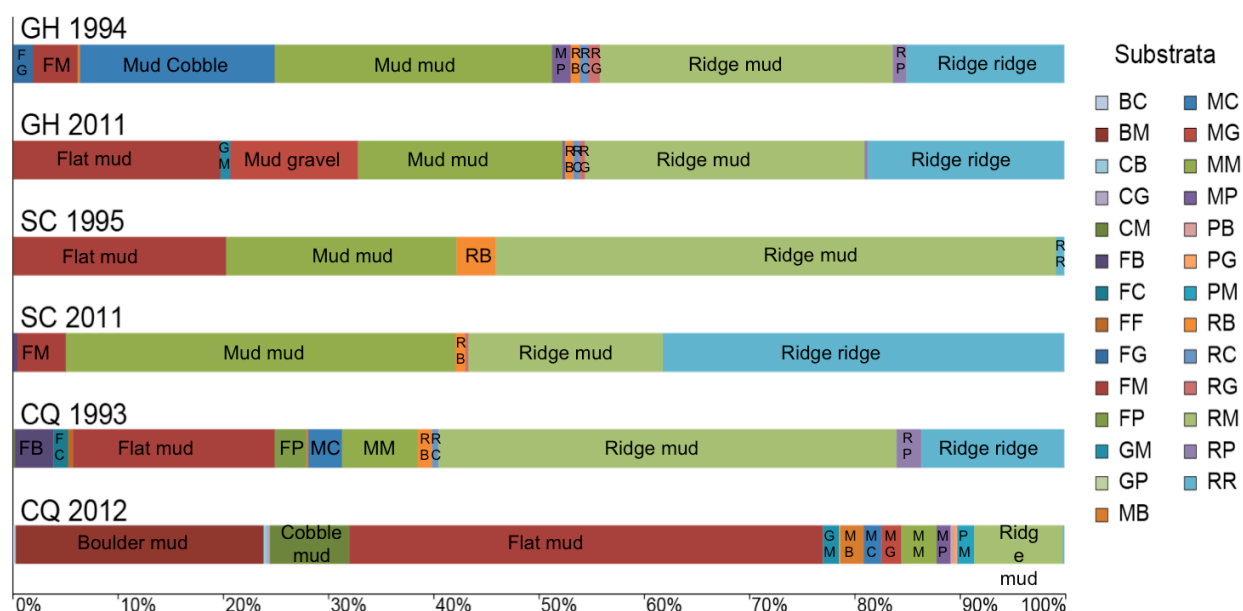 GH 1994
F
G
FM
Mud Cobble
Mud mud
M
P
R
B
R
C
R
G
Ridge mud
R
P
Ridge ridge
GH 2011
Flat mud
G
M
Mud gravel
Mud mud
R
B
R
C
R
G
Ridge mud
Ridge ridge
SC 1995
Flat mud
Mud mud
RB
Ridge mud
R
R
SC 2011
FM
Mud mud
R
B
Ridge mud
Ridge ridge
CQ 1993
FB
F
C
Flat mud
FP
MC
MM
R
B
R
C
Ridge mud
R
P
Ridge ridge
CQ 2012
Boulder mud
Cobble
mud
Flat mud
G
M
M
B
M
C
M
G
M
M
M
P
P
M
Ridg
e
mud
0% 10% 20% 30% 40% 50% 60% 70% 80% 90% 100%
Substrata
BC MC
BM MG
CB MM
CG MP
CM PB
FB PG
FC PM
FF RB
FG RC
FM RG
FP RM
GM RP
GP RR
MB